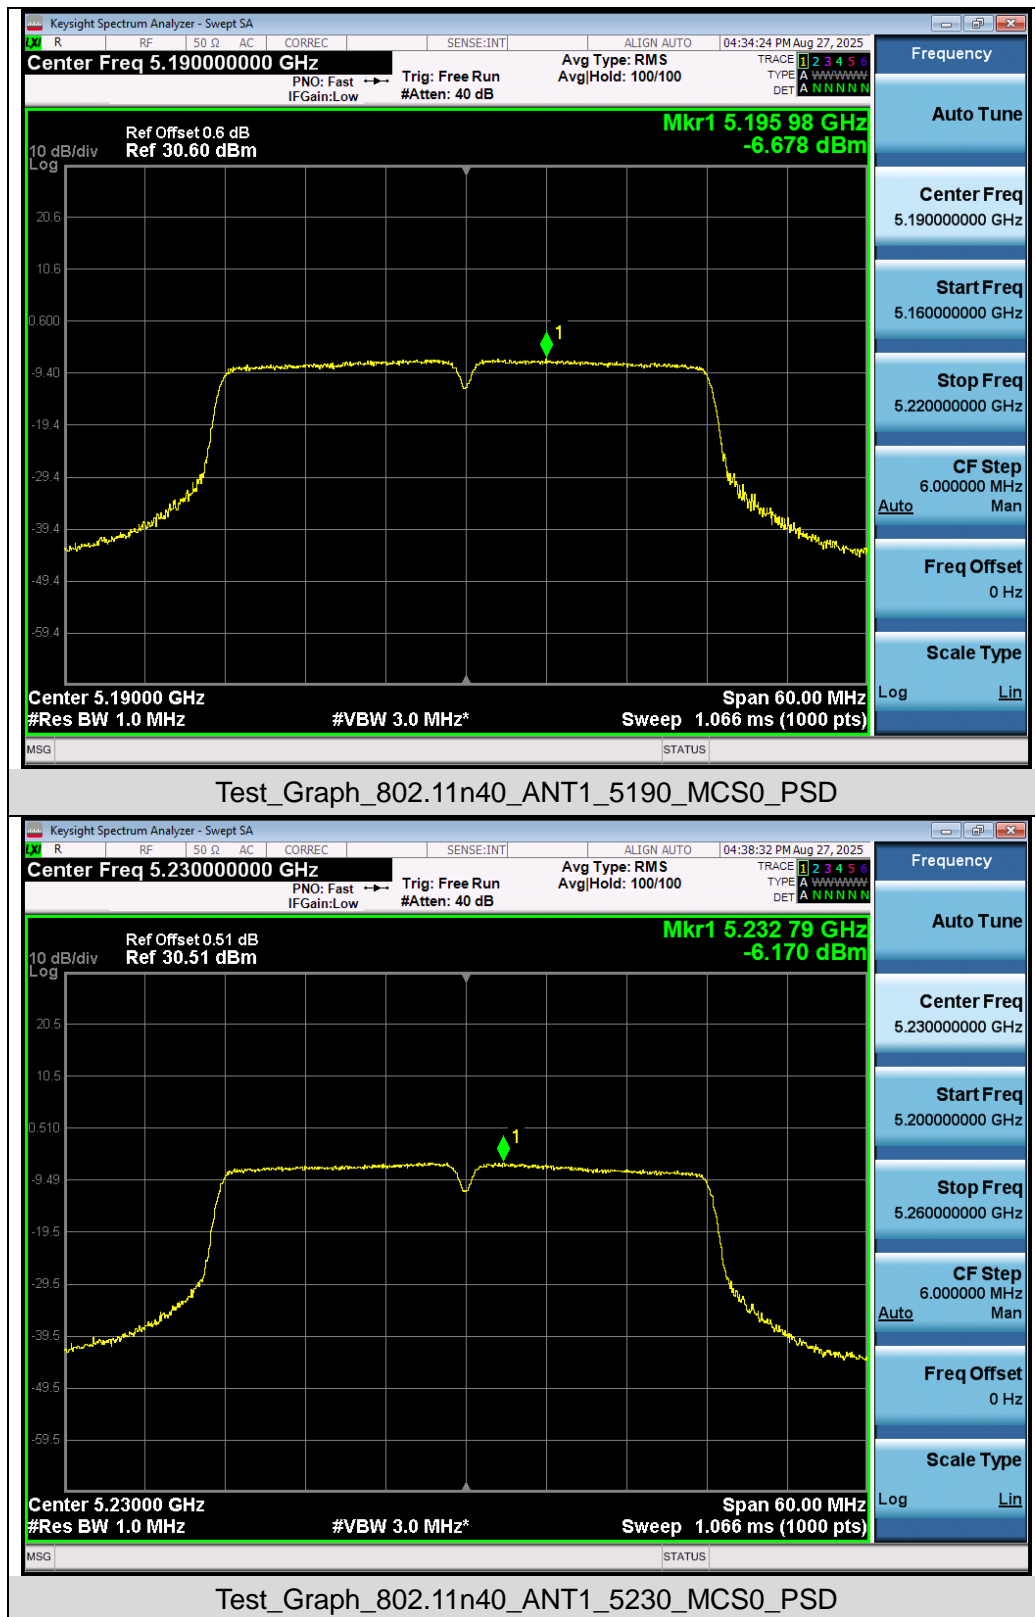 Keysight Spectrum Analyzer - Swept SA
LXI R RF 50 Ω AC CORREC SENSE:INT ALIGN AUTO 04:34:24 PM Aug 27, 2025
Center Freq 5.190000000 GHz
PNO: Fast
IFGain:Low
Trig: Free Run
#Atten: 40 dB
Avg Type: RMS
Avg|Hold: 100/100
TRACE 1 2 3 4 5 6
TYPE A WWWWW
DET A N N N N N
Ref Offset 0.6 dB
10 dB/div Ref 30.60 dBm
Log
Mkr1 5.195 98 GHz
-6.678 dBm
20.6
10.6
0.600
-9.40
-19.4
-29.4
-39.4
-49.4
-59.4
1
Center 5.19000 GHz
Span 60.00 MHz
#Res BW 1.0 MHz
#VBW 3.0 MHz*
Sweep 1.066 ms (1000 pts)
MSG
STATUS
Frequency
Auto Tune
Center Freq
5.190000000 GHz
Start Freq
5.160000000 GHz
Stop Freq
5.220000000 GHz
CF Step
6.000000 MHz
Auto Man
Freq Offset
0 Hz
Scale Type
Log Lin
Test_Graph_802.11n40_ANT1_5190_MCS0_PSD
Keysight Spectrum Analyzer - Swept SA
LXI R RF 50 Ω AC CORREC SENSE:INT ALIGN AUTO 04:38:32 PM Aug 27, 2025
Center Freq 5.230000000 GHz
PNO: Fast
IFGain:Low
Trig: Free Run
#Atten: 40 dB
Avg Type: RMS
Avg|Hold: 100/100
TRACE 1 2 3 4 5 6
TYPE A WWWWW
DET A N N N N N
Ref Offset 0.51 dB
10 dB/div Ref 30.51 dBm
Log
Mkr1 5.232 79 GHz
-6.170 dBm
20.5
10.5
0.510
-9.49
-19.5
-29.5
-39.5
-49.5
-59.5
1
Center 5.23000 GHz
Span 60.00 MHz
#Res BW 1.0 MHz
#VBW 3.0 MHz*
Sweep 1.066 ms (1000 pts)
MSG
STATUS
Frequency
Auto Tune
Center Freq
5.230000000 GHz
Start Freq
5.200000000 GHz
Stop Freq
5.260000000 GHz
CF Step
6.000000 MHz
Auto Man
Freq Offset
0 Hz
Scale Type
Log Lin
Test_Graph_802.11n40_ANT1_5230_MCS0_PSD